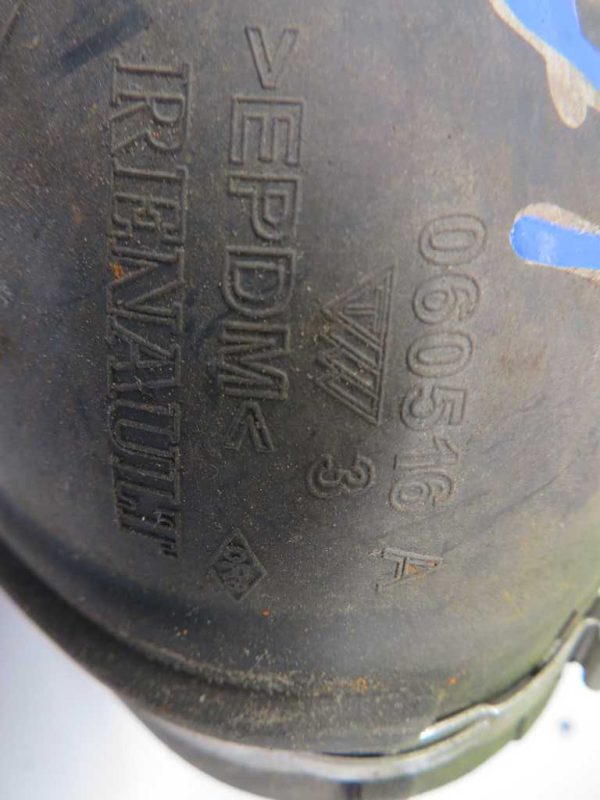 060516 A
3
>EPDM<
RENAULT